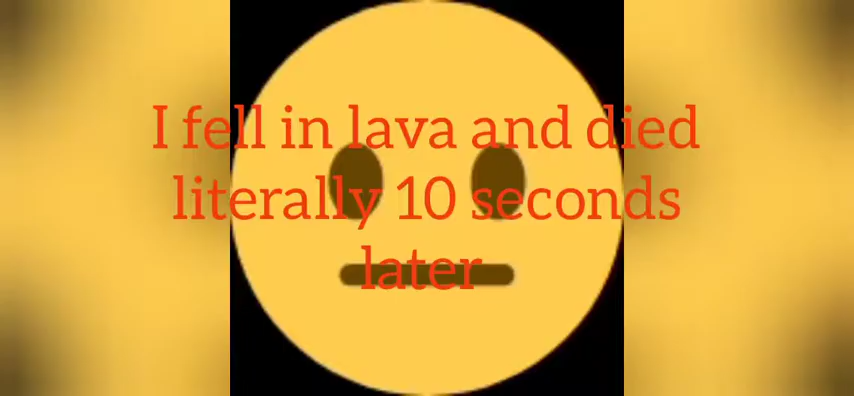 I fell in lava and died
literally 10 seconds
later